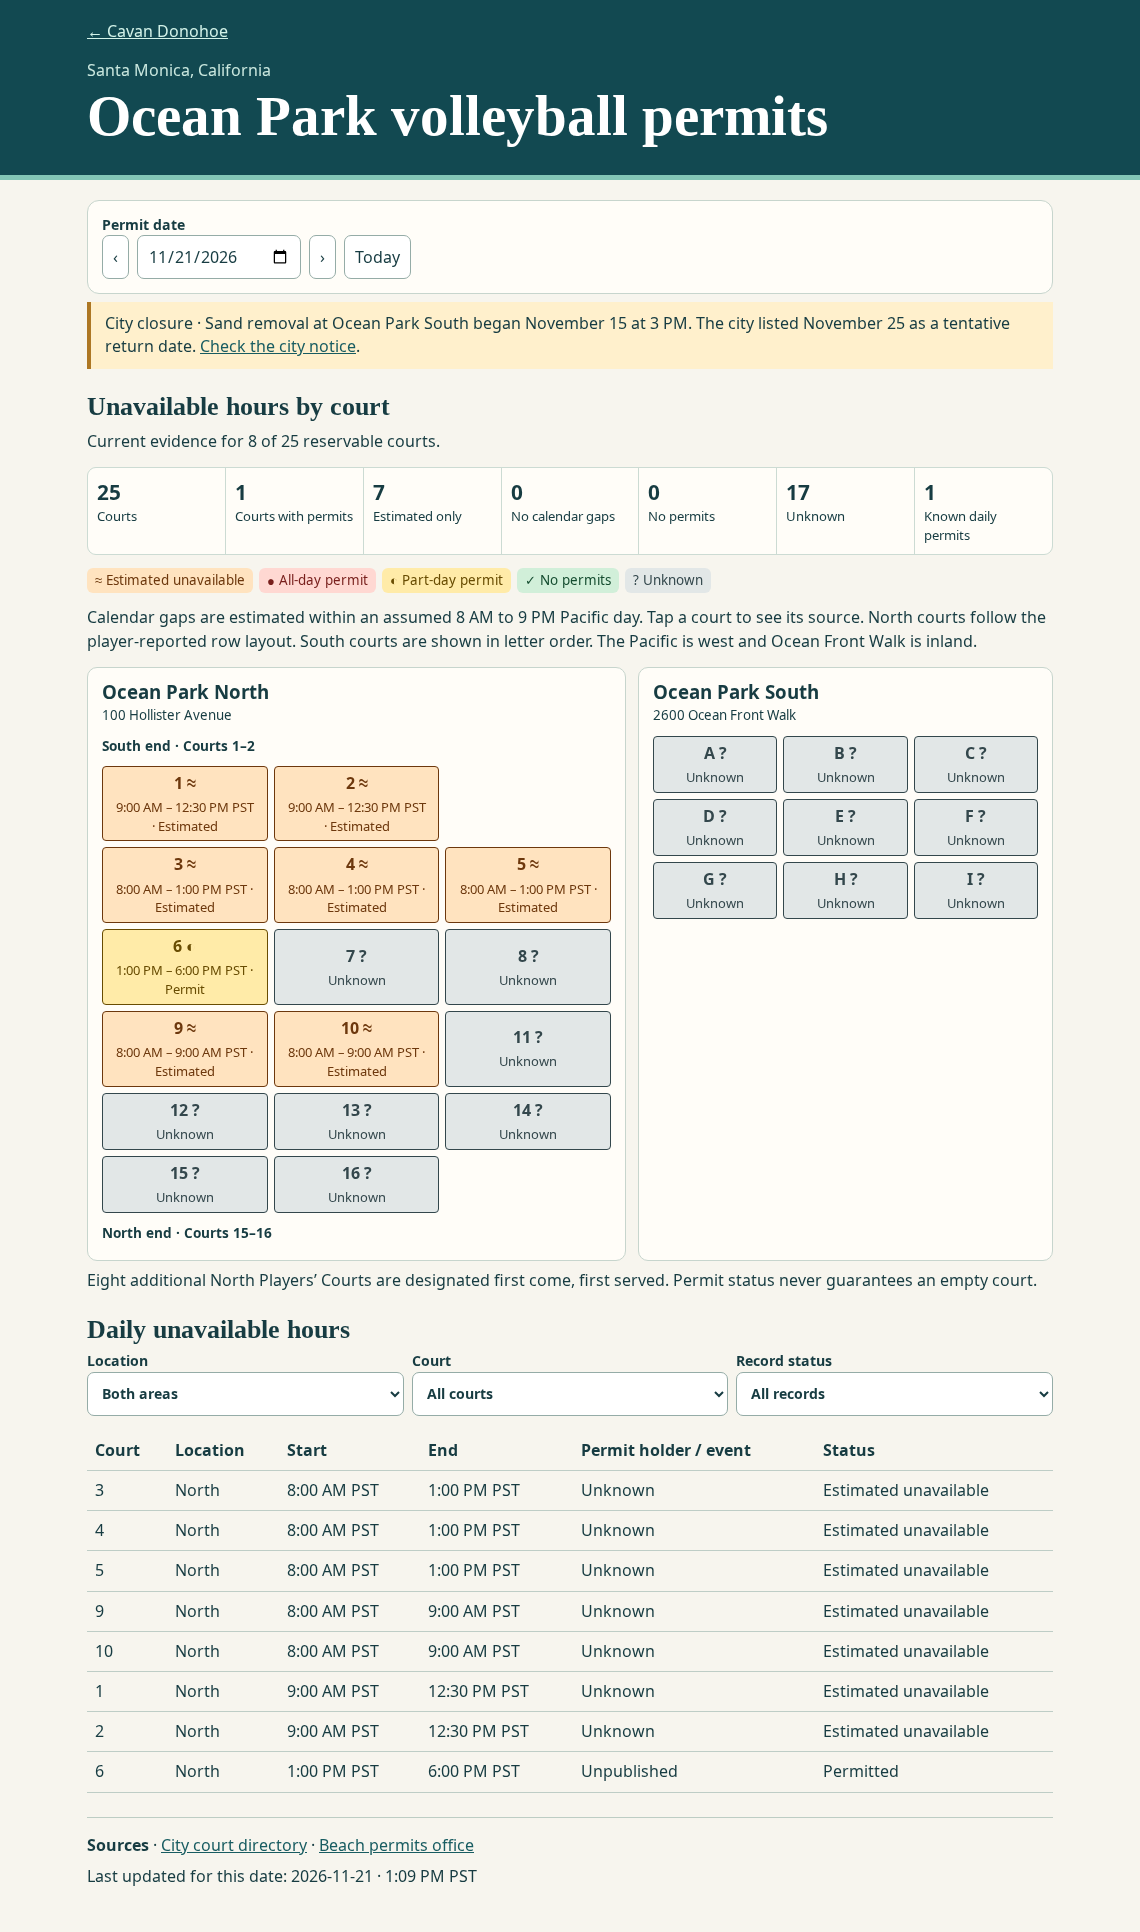 ← Cavan Donohoe
Santa Monica, California
Ocean Park volleyball permits
Permit date
‹ 11/21/2026 › Today
City closure · Sand removal at Ocean Park South began November 15 at 3 PM. The city listed November 25 as a tentative
return date. Check the city notice.
Unavailable hours by court
Current evidence for 8 of 25 reservable courts.
25 1 7 0 0 17 1
Courts Courts with permits Estimated only No calendar gaps No permits Unknown Known daily
permits
≈ Estimated unavailable ● All-day permit ◖ Part-day permit ✓ No permits ? Unknown
Calendar gaps are estimated within an assumed 8 AM to 9 PM Pacific day. Tap a court to see its source. North courts follow the
player-reported row layout. South courts are shown in letter order. The Pacific is west and Ocean Front Walk is inland.
Ocean Park North
100 Hollister Avenue
South end · Courts 1–2
1 ≈ 2 ≈
9:00 AM – 12:30 PM PST 9:00 AM – 12:30 PM PST
· Estimated · Estimated
3 ≈ 4 ≈ 5 ≈
8:00 AM – 1:00 PM PST · 8:00 AM – 1:00 PM PST · 8:00 AM – 1:00 PM PST ·
Estimated Estimated Estimated
6 ◖ 7 ? 8 ?
1:00 PM – 6:00 PM PST · Unknown Unknown
Permit
9 ≈ 10 ≈ 11 ?
8:00 AM – 9:00 AM PST · 8:00 AM – 9:00 AM PST · Unknown
Estimated Estimated
12 ? 13 ? 14 ?
Unknown Unknown Unknown
15 ? 16 ?
Unknown Unknown
North end · Courts 15–16
Ocean Park South
2600 Ocean Front Walk
A ? B ? C ?
Unknown Unknown Unknown
D ? E ? F ?
Unknown Unknown Unknown
G ? H ? I ?
Unknown Unknown Unknown
Eight additional North Players’ Courts are designated first come, first served. Permit status never guarantees an empty court.
Daily unavailable hours
Location Court Record status
Both areas All courts All records
Court Location Start End Permit holder / event Status
3 North 8:00 AM PST 1:00 PM PST Unknown Estimated unavailable
4 North 8:00 AM PST 1:00 PM PST Unknown Estimated unavailable
5 North 8:00 AM PST 1:00 PM PST Unknown Estimated unavailable
9 North 8:00 AM PST 9:00 AM PST Unknown Estimated unavailable
10 North 8:00 AM PST 9:00 AM PST Unknown Estimated unavailable
1 North 9:00 AM PST 12:30 PM PST Unknown Estimated unavailable
2 North 9:00 AM PST 12:30 PM PST Unknown Estimated unavailable
6 North 1:00 PM PST 6:00 PM PST Unpublished Permitted
Sources · City court directory · Beach permits office
Last updated for this date: 2026-11-21 · 1:09 PM PST